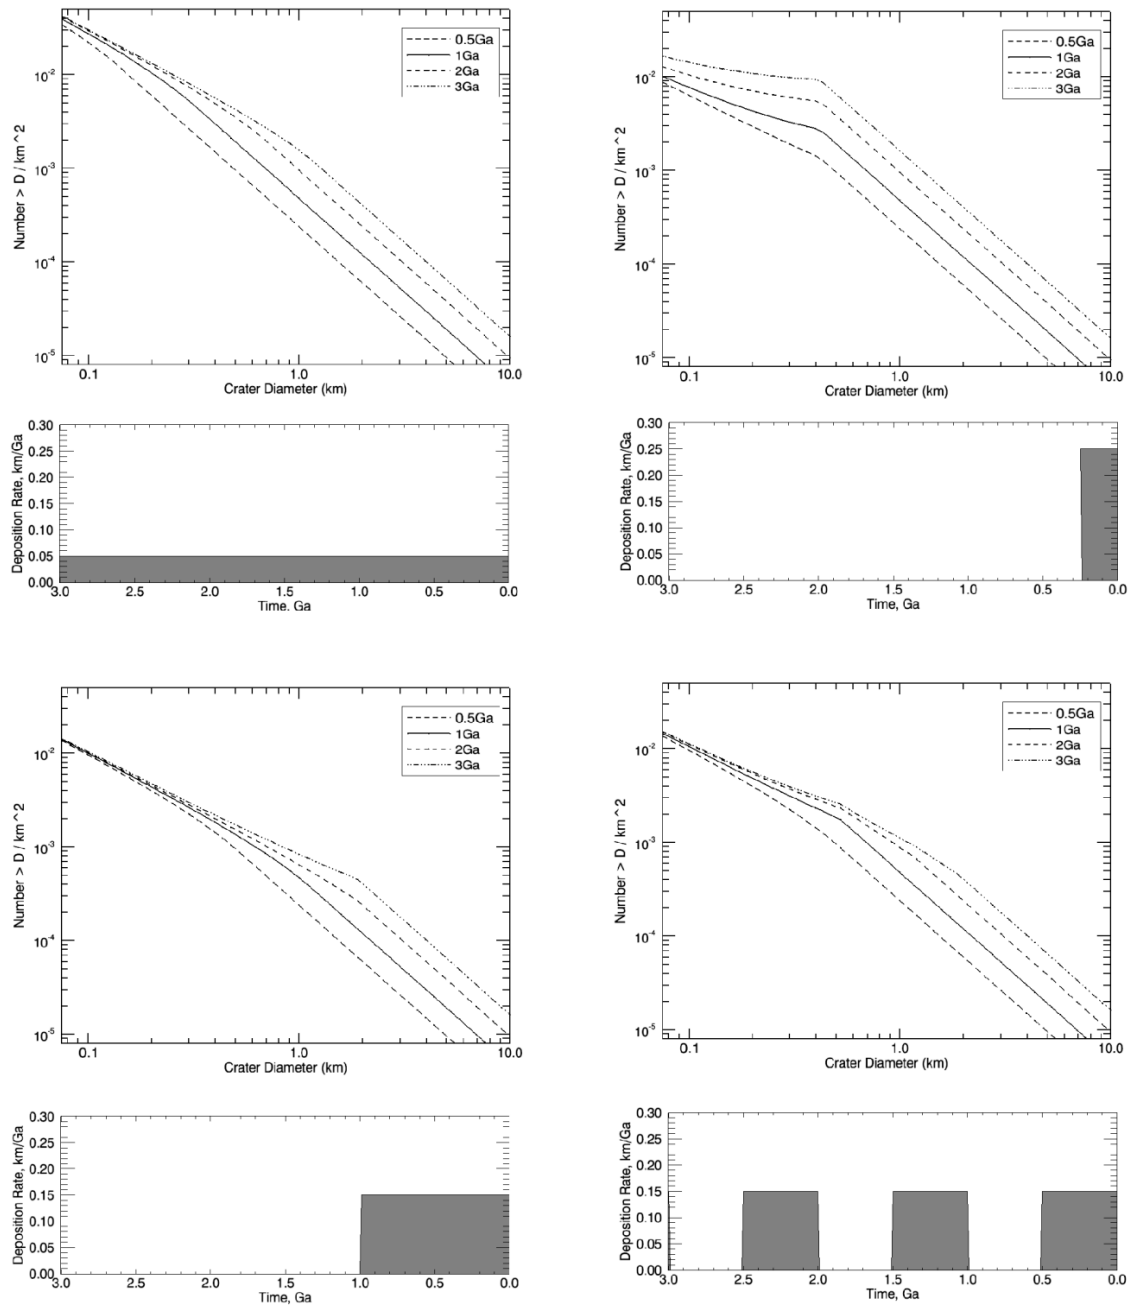 0.5Ga
1Ga
2Ga
3Ga
10^-2
10^-3
10^-4
10^-5
Number > D / km^2
0.1 1.0 10.0
Crater Diameter (km)
0.5Ga
1Ga
2Ga
3Ga
10^-2
10^-3
10^-4
10^-5
Number > D / km^2
0.1 1.0 10.0
Crater Diameter (km)
0.30
0.25
0.20
0.15
0.10
0.05
0.00
Deposition Rate, km/Ga
3.0 2.5 2.0 1.5 1.0 0.5 0.0
Time, Ga
0.30
0.25
0.20
0.15
0.10
0.05
0.00
Deposition Rate, km/Ga
3.0 2.5 2.0 1.5 1.0 0.5 0.0
Time, Ga
0.5Ga
1Ga
2Ga
3Ga
10^-2
10^-3
10^-4
10^-5
Number > D / km^2
0.1 1.0 10.0
Crater Diameter (km)
0.5Ga
1Ga
2Ga
3Ga
10^-2
10^-3
10^-4
10^-5
Number > D / km^2
0.1 1.0 10.0
Crater Diameter (km)
0.30
0.25
0.20
0.15
0.10
0.05
0.00
Deposition Rate, km/Ga
3.0 2.5 2.0 1.5 1.0 0.5 0.0
Time, Ga
0.30
0.25
0.20
0.15
0.10
0.05
0.00
Deposition Rate, km/Ga
3.0 2.5 2.0 1.5 1.0 0.5 0.0
Time, Ga